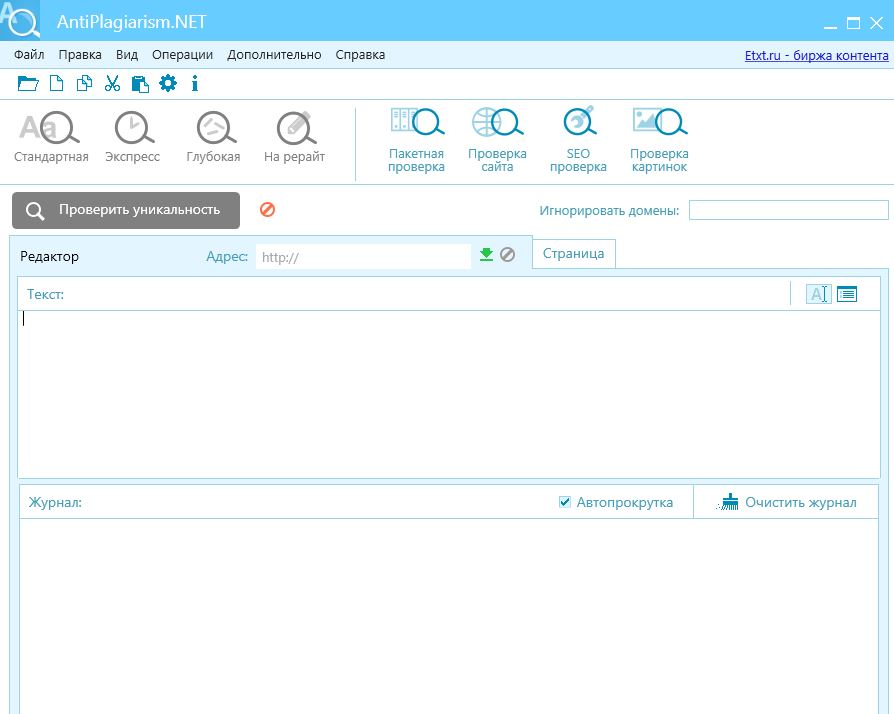 AntiPlagiarism.NET
Файл Правка Вид Операции Дополнительно Справка Etxt.ru - биржа контента
Aa
Стандартная Экспресс Глубокая На рерайт
Пакетная проверка
Проверка сайта
SEO проверка
Проверка картинок
Проверить уникальность
Игнорировать домены:
Редактор Адрес: http:// Страница
Текст:
Журнал: Автопрокрутка Очистить журнал